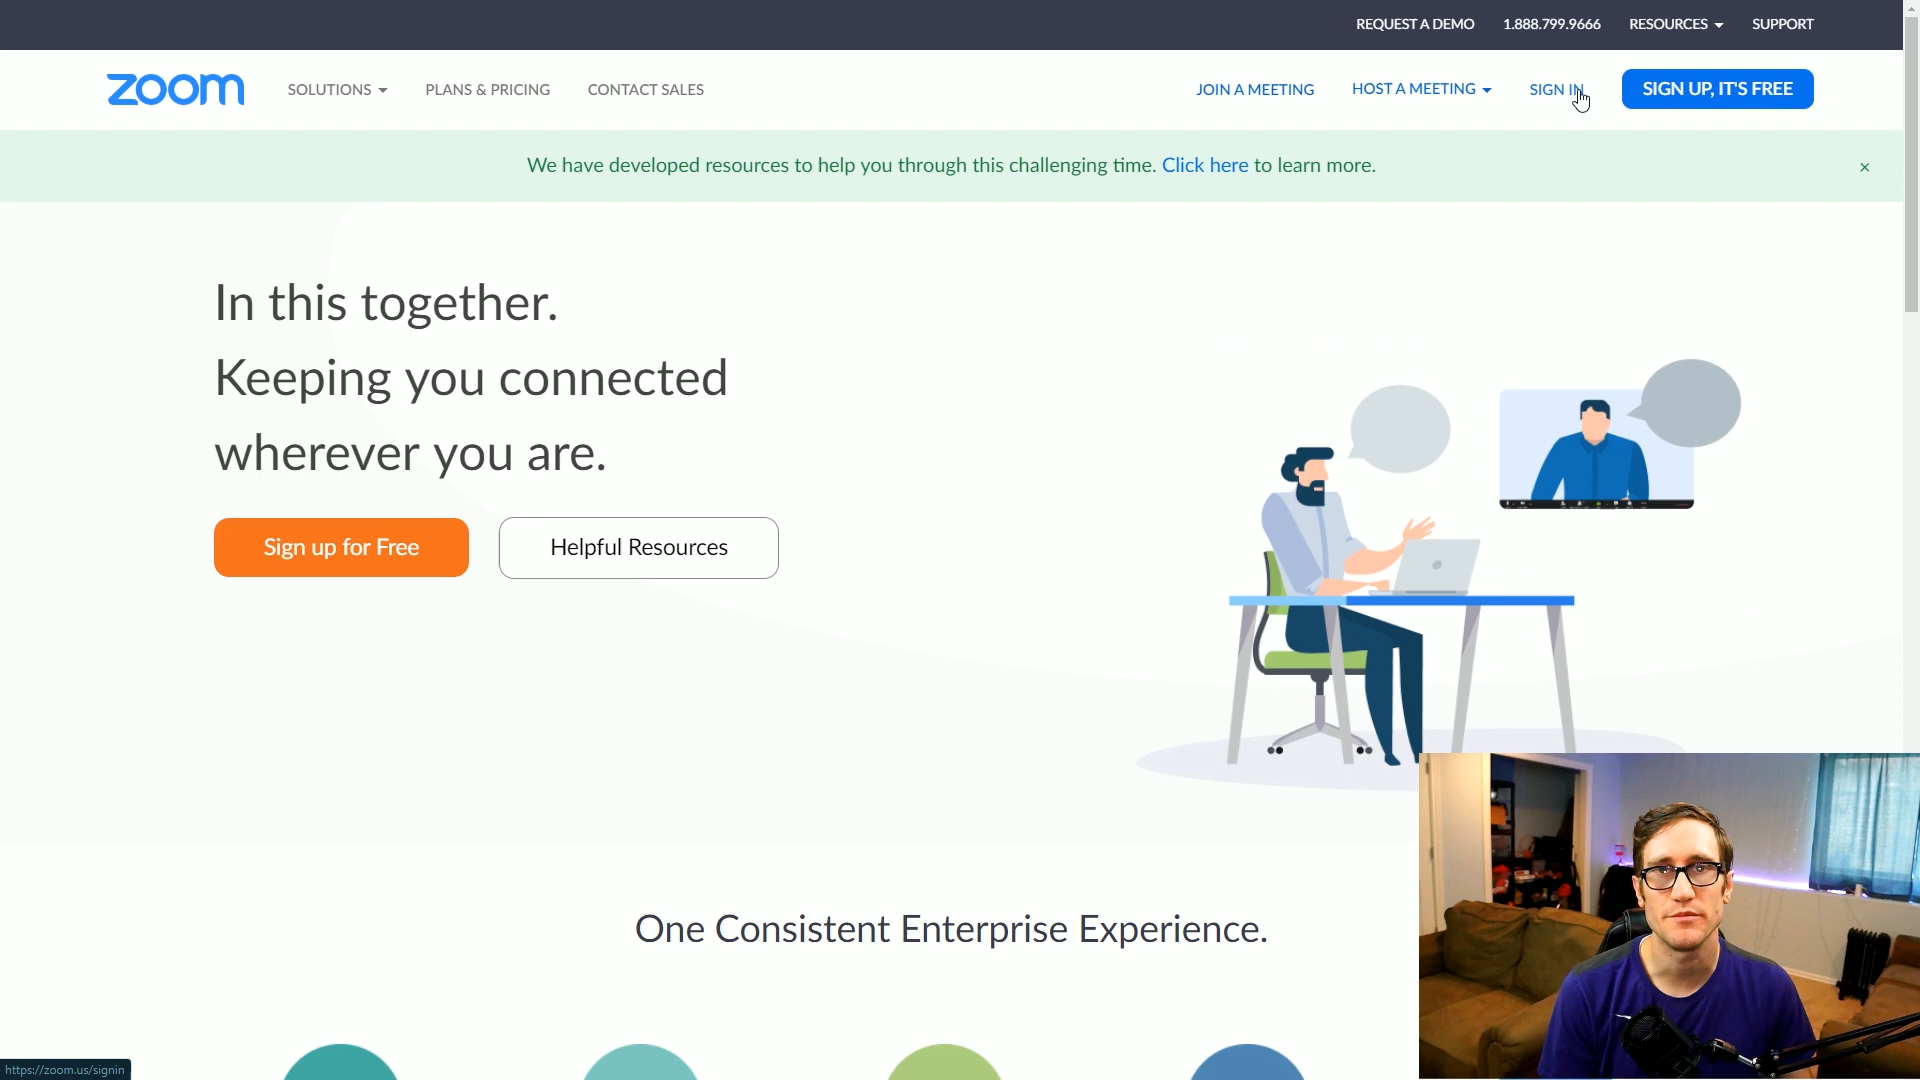 REQUEST A DEMO 1.888.799.9666 RESOURCES SUPPORT
zoom SOLUTIONS PLANS & PRICING CONTACT SALES JOIN A MEETING HOST A MEETING SIGN IN SIGN UP, IT'S FREE
We have developed resources to help you through this challenging time. Click here to learn more. ×
In this together.
Keeping you connected
wherever you are.
Sign up for Free Helpful Resources
One Consistent Enterprise Experience.
https://zoom.us/signin